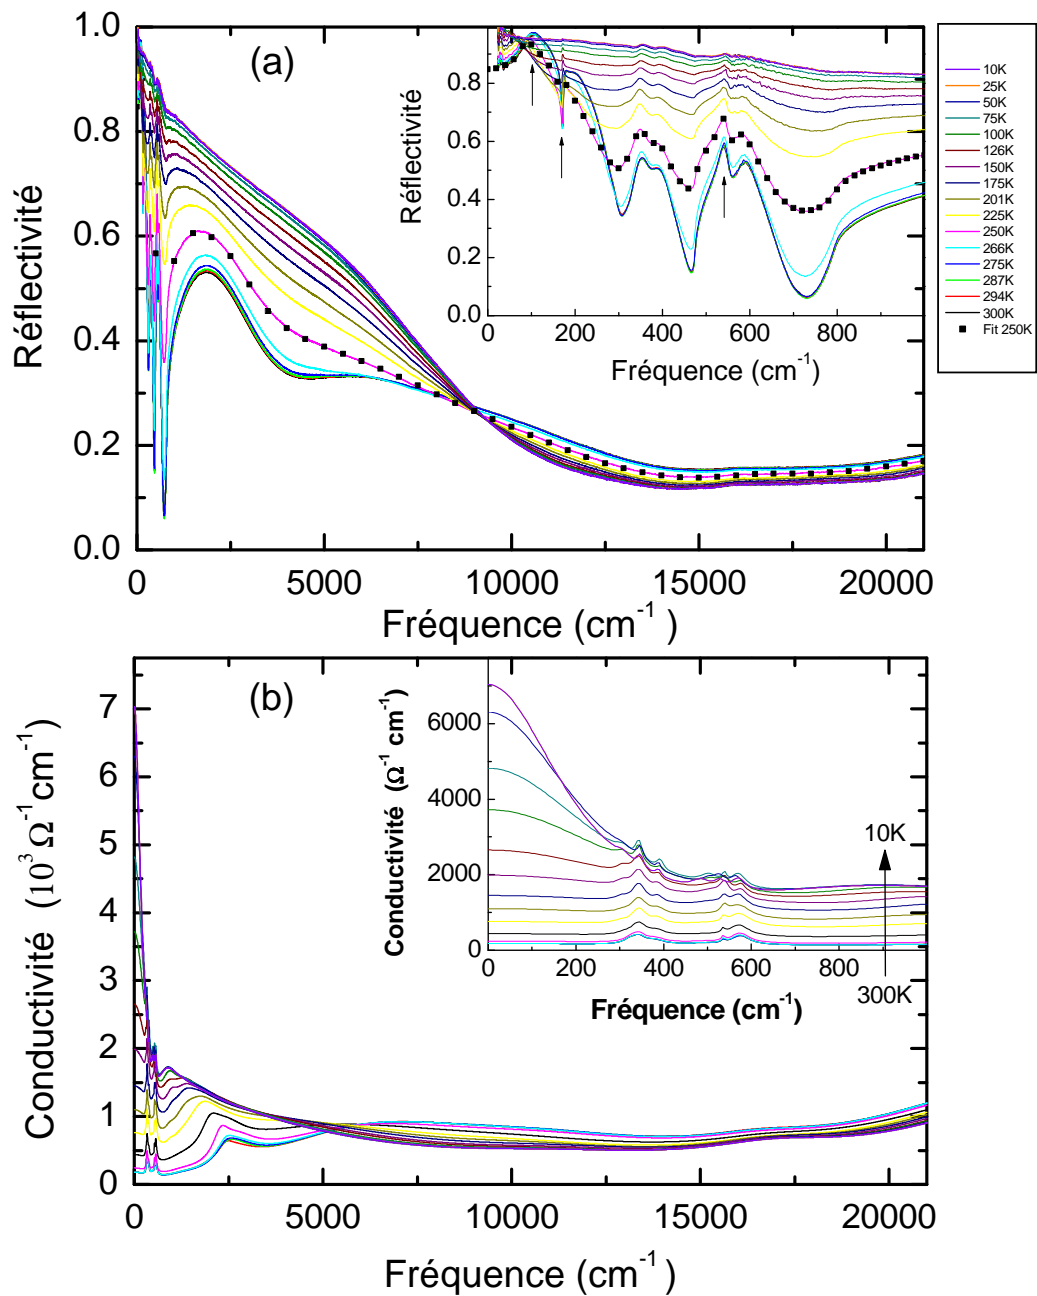 (a)
Réflectivité
1.0
0.8
0.6
0.4
0.2
0.0
0
5000
10000
15000
20000
Fréquence (cm-1)
Réflectivité
0.8
0.6
0.4
0.2
0.0
0
200
400
600
800
Fréquence (cm-1)
10K
25K
50K
75K
100K
126K
150K
175K
201K
225K
250K
266K
275K
287K
294K
300K
Fit 250K
(b)
Conductivité (10³ Ω-1 cm-1)
7
6
5
4
3
2
1
0
0
5000
10000
15000
20000
Fréquence (cm-1)
Conductivité (Ω-1 cm-1)
6000
4000
2000
0
0
200
400
600
800
10K
300K
Fréquence (cm-1)